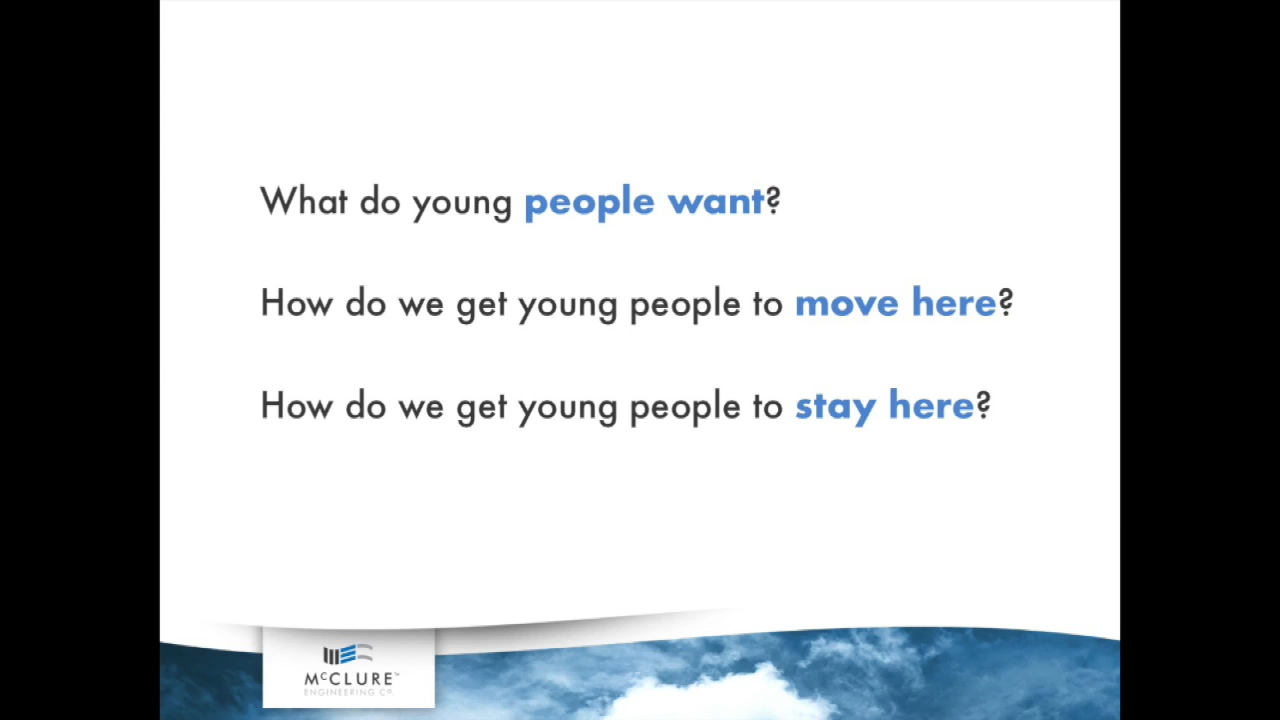 What do young people want?
How do we get young people to move here?
How do we get young people to stay here?
McCLURE™
ENGINEERING CO.